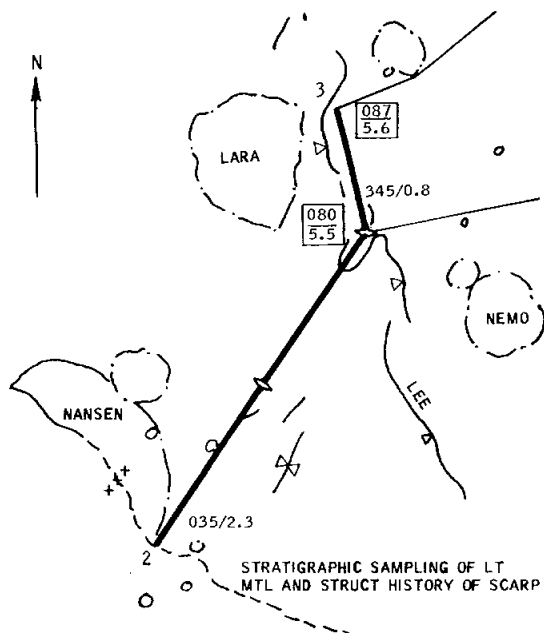 N
3
087
5.6
LARA
345/0.8
080
5.5
NEMO
LEE
NANSEN
035/2.3
2
STRATIGRAPHIC SAMPLING OF LT
MTL AND STRUCT HISTORY OF SCARP